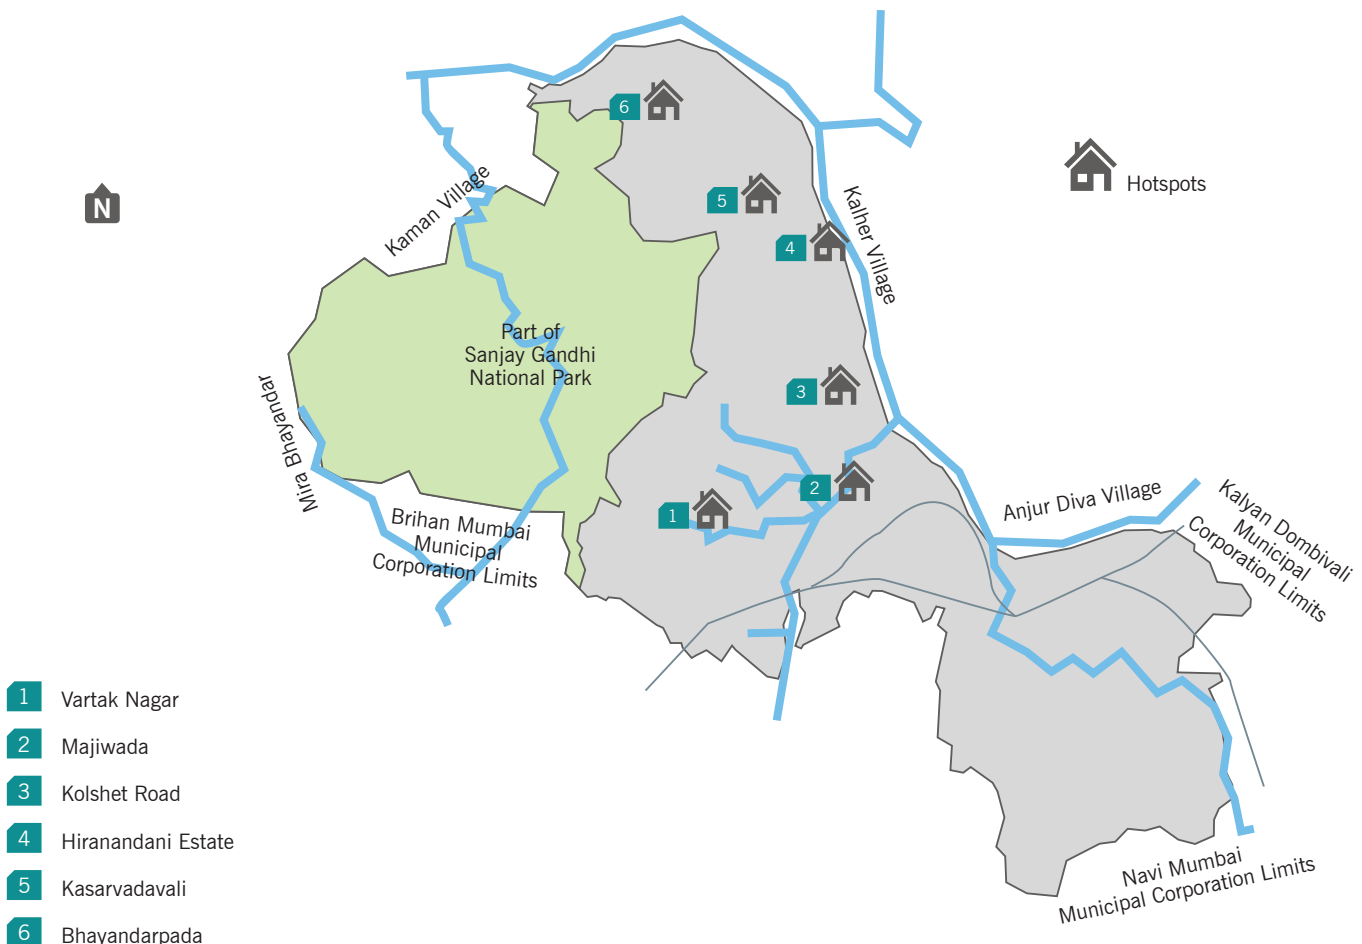 6
5
4
3
2
1
N
Hotspots
Kaman Village
Kalher Village
Part of
Sanjay Gandhi
National Park
Mira Bhayandar
Brihan Mumbai
Municipal
Corporation Limits
Anjur Diva Village
Kalyan Dombivali
Municipal
Corporation Limits
Navi Mumbai
Municipal Corporation Limits
1 Vartak Nagar
2 Majiwada
3 Kolshet Road
4 Hiranandani Estate
5 Kasarvadavali
6 Bhayandarpada